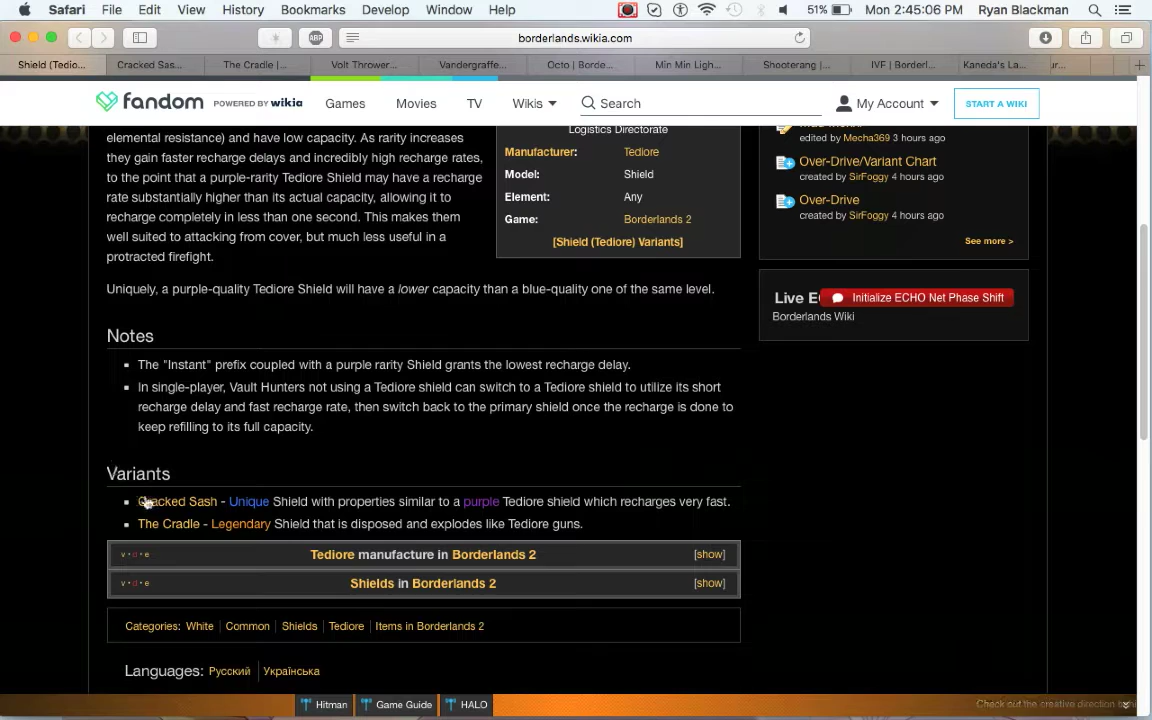 Safari File Edit View History Bookmarks Develop Window Help 51% Mon 2:45:06 PM Ryan Blackman
ABP borderlands.wikia.com
Shield (Tedio... Cracked Sas... The Cradle |... Volt Thrower... Vandergraffe... Octo | Borde... Min Min Ligh... Shooterang |... IVF | Borderl... Kaneda's La... ur...
fandom POWERED BY wikia Games Movies TV Wikis Search My Account START A WIKI
elemental resistance) and have low capacity. As rarity increases
they gain faster recharge delays and incredibly high recharge rates,
to the point that a purple-rarity Tediore Shield may have a recharge
rate substantially higher than its actual capacity, allowing it to
recharge completely in less than one second. This makes them
well suited to attacking from cover, but much less useful in a
protracted firefight.
Logistics Directorate
Manufacturer: Tediore
Model: Shield
Element: Any
Game: Borderlands 2
[Shield (Tediore) Variants]
edited by Mecha369 3 hours ago
Over-Drive/Variant Chart
created by SirFoggy 4 hours ago
Over-Drive
created by SirFoggy 4 hours ago
See more >
Live E Initialize ECHO Net Phase Shift
Borderlands Wiki
Uniquely, a purple-quality Tediore Shield will have a lower capacity than a blue-quality one of the same level.
Notes
The "Instant" prefix coupled with a purple rarity Shield grants the lowest recharge delay.
In single-player, Vault Hunters not using a Tediore shield can switch to a Tediore shield to utilize its short
recharge delay and fast recharge rate, then switch back to the primary shield once the recharge is done to
keep refilling to its full capacity.
Variants
Cracked Sash - Unique Shield with properties similar to a purple Tediore shield which recharges very fast.
The Cradle - Legendary Shield that is disposed and explodes like Tediore guns.
v • d • e Tediore manufacture in Borderlands 2 [show]
v • d • e Shields in Borderlands 2 [show]
Categories: White Common Shields Tediore Items in Borderlands 2
Languages: Русский Українська
Hitman Game Guide HALO
Check out the creative direction